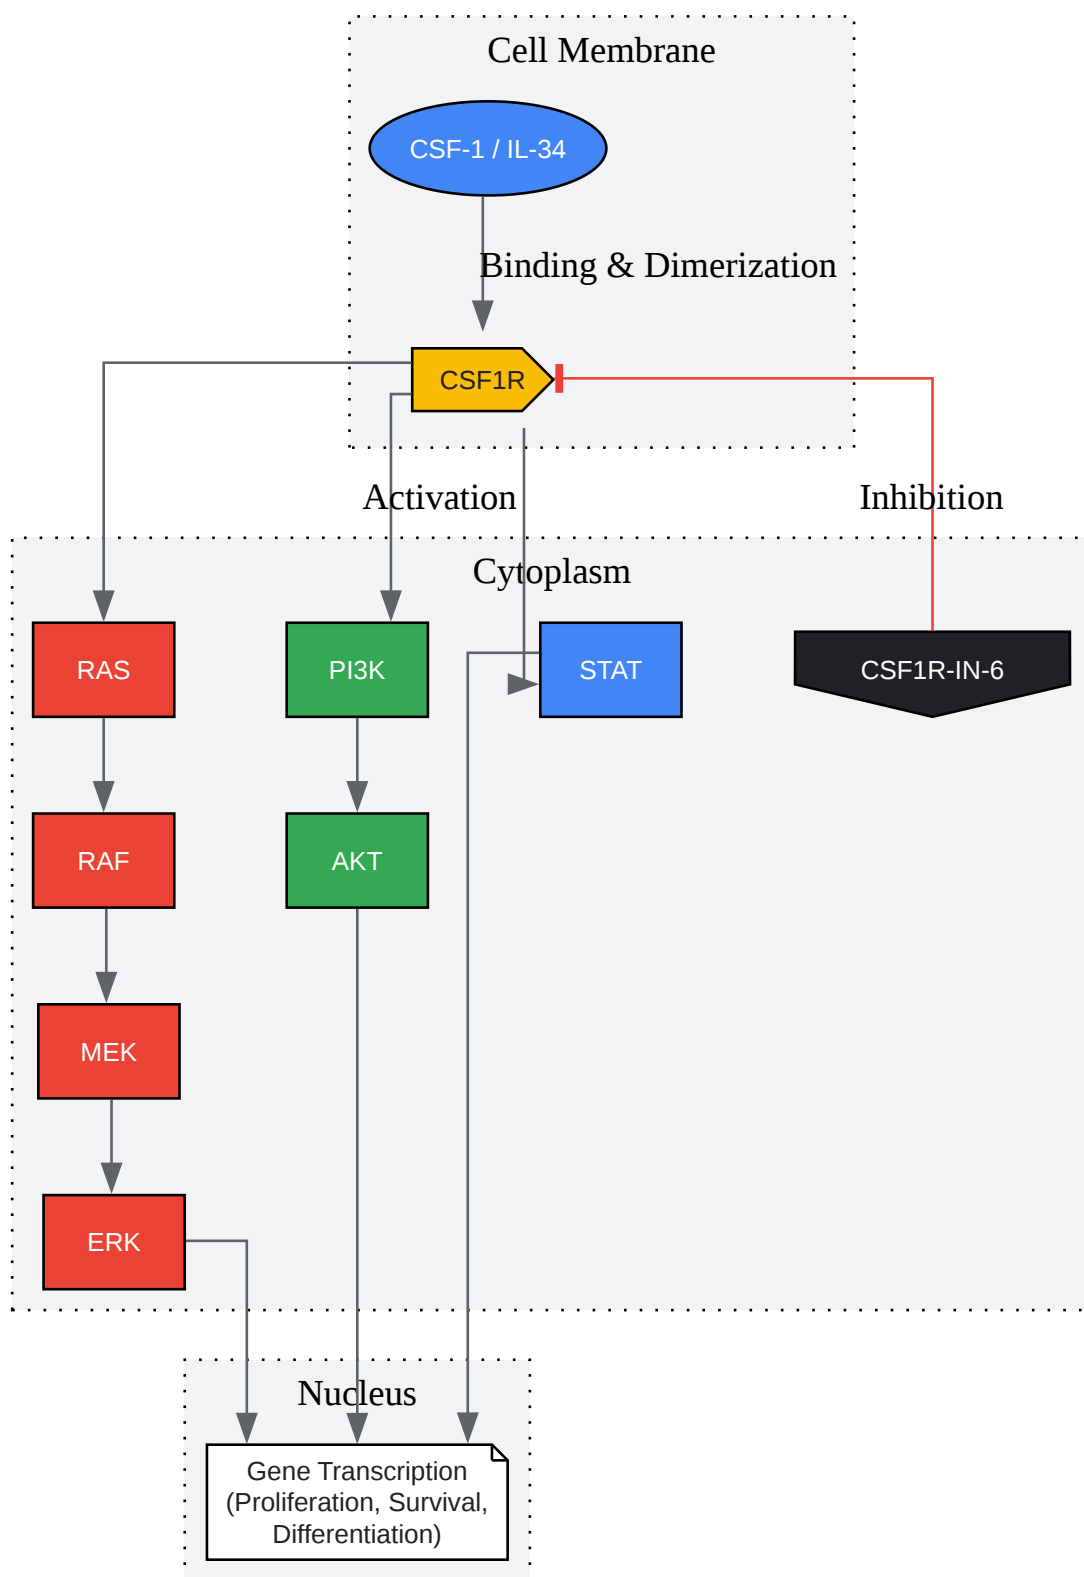 Cell Membrane
CSF-1 / IL-34
Binding & Dimerization
CSF1R
Activation
Inhibition
Cytoplasm
RAS
PI3K
STAT
CSF1R-IN-6
RAF
AKT
MEK
ERK
Nucleus
Gene Transcription
(Proliferation, Survival,
Differentiation)